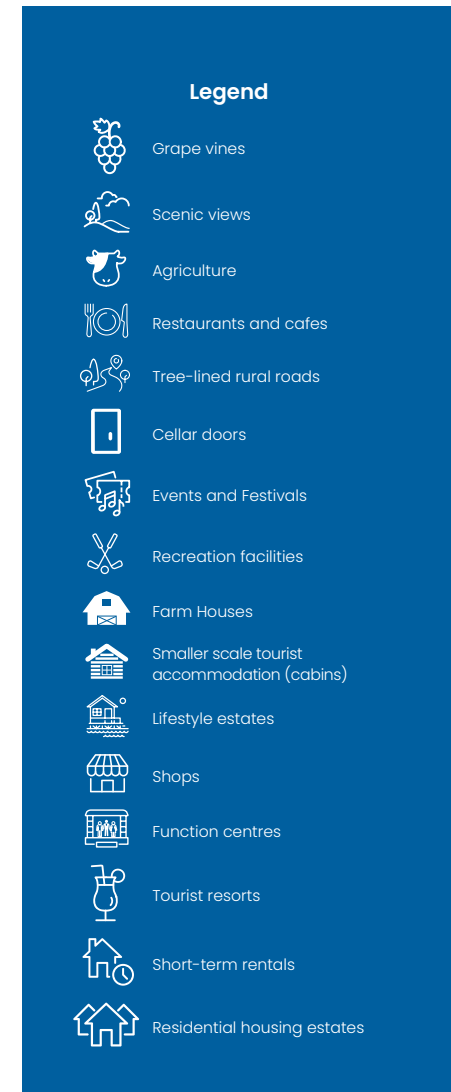 Legend
Grape vines
Scenic views
Agriculture
Restaurants and cafes
Tree-lined rural roads
Cellar doors
Events and Festivals
Recreation facilities
Farm Houses
Smaller scale tourist
accommodation (cabins)
Lifestyle estates
Shops
Function centres
Tourist resorts
Short-term rentals
Residential housing estates